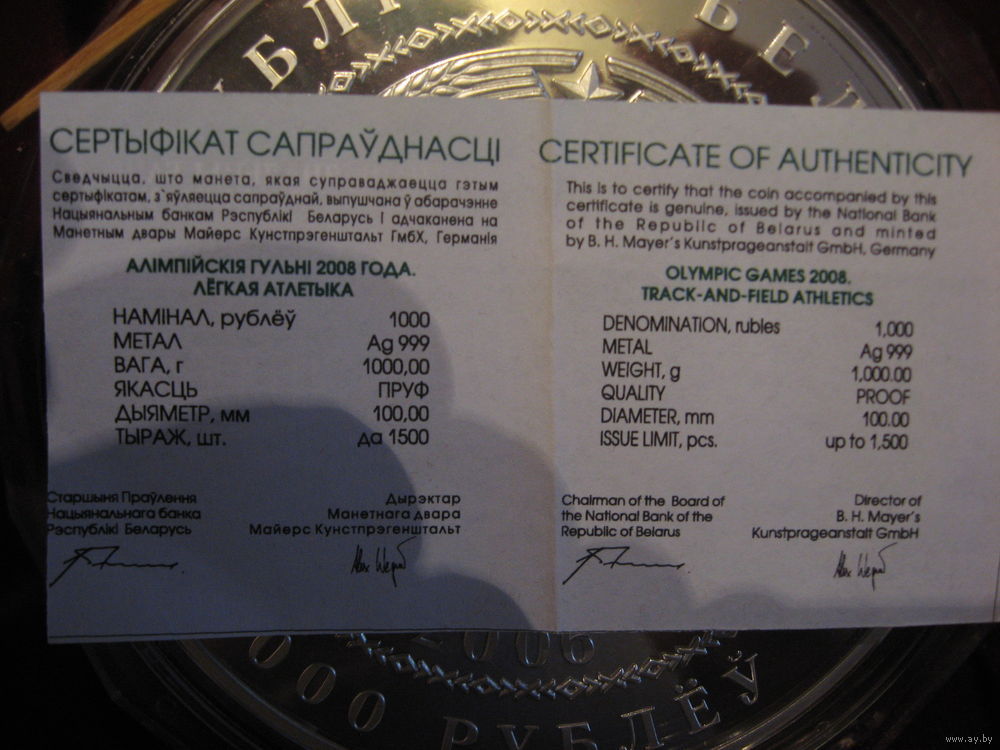 СЕРТЫФІКАТ САПРАЎДНАСЦІ
Сведчыцца, што манета, якая суправаджаецца гэтым
сертыфікатам, з`яўляецца сапраўднай, выпушчана ў абарачэнне
Нацыянальным банкам Рэспублікі Беларусь і адчаканена на
Манетным двары Майерс Кунстпрэгенштальт ГмбХ, Германія
АЛІМПІЙСКІЯ ГУЛЬНІ 2008 ГОДА.
ЛЁГКАЯ АТЛЕТЫКА
НАМІНАЛ, рублёў 1000
МЕТАЛ Ag 999
ВАГА, г 1000,00
ЯКАСЦЬ ПРУФ
ДЫЯМЕТР, мм 100,00
ТЫРАЖ, шт. да 1500
Старшыня Праўлення
Нацыянальнага банка
Рэспублікі Беларусь
Дырэктар
Манетнага двара
Майерс Кунстпрэгенштальт
CERTIFICATE OF AUTHENTICITY
This is to certify that the coin accompanied by this
certificate is genuine, issued by the National Bank
of the Republic of Belarus and minted
by B. H. Mayer's Kunstprageanstalt GmbH, Germany
OLYMPIC GAMES 2008.
TRACK-AND-FIELD ATHLETICS
DENOMINATION, rubles 1,000
METAL Ag 999
WEIGHT, g 1,000.00
QUALITY PROOF
DIAMETER, mm 100.00
ISSUE LIMIT, pcs. up to 1,500
Chairman of the Board of
the National Bank of the
Republic of Belarus
Director of
B. H. Mayer's
Kunstprageanstalt GmbH
2006
000 РУБЛЁЎ
www.ay.by